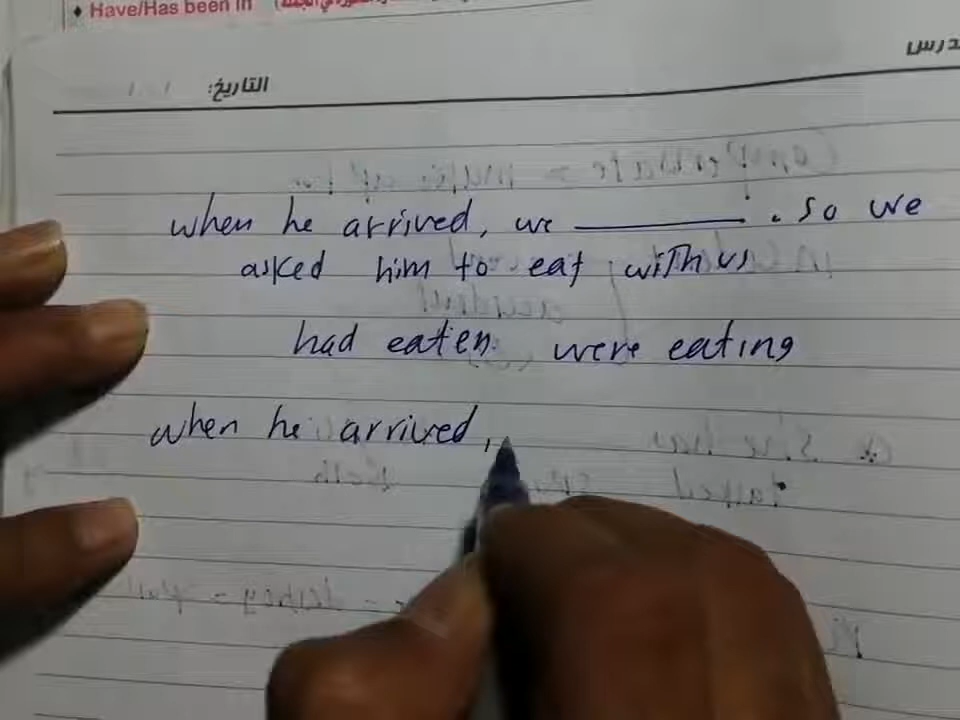 ♦ Have/Has been in
التاريخ:
when he arrived, we ________ . so we
asked him to eat with us
had eaten. were eating
when he arrived,